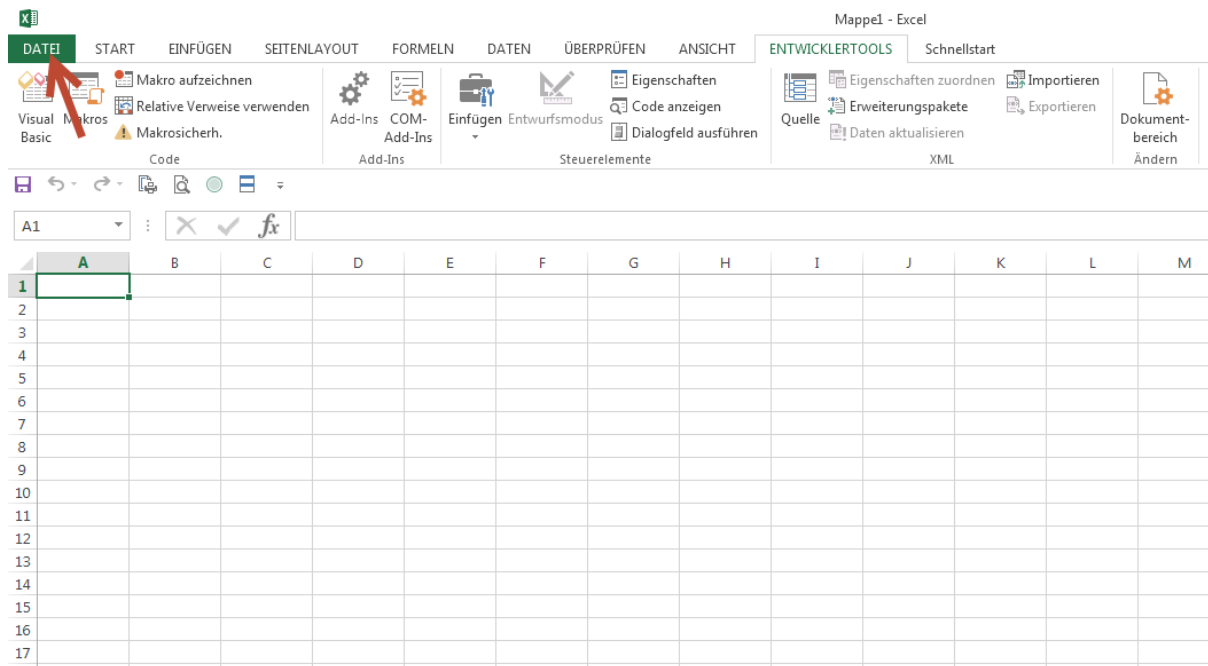 Mappe1 - Excel
DATEI START EINFÜGEN SEITENLAYOUT FORMELN DATEN ÜBERPRÜFEN ANSICHT ENTWICKLERTOOLS Schnellstart
Visual Basic
Makros
Makro aufzeichnen
Relative Verweise verwenden
Makrosicherh.
Code
Add-Ins
COM-
Add-Ins
Add-Ins
Einfügen
Entwurfsmodus
Eigenschaften
Code anzeigen
Dialogfeld ausführen
Steuerelemente
Quelle
Eigenschaften zuordnen
Erweiterungspakete
Daten aktualisieren
Importieren
Exportieren
XML
Dokument-
bereich
Ändern
A1
fx
A B C D E F G H I J K L M
1
2
3
4
5
6
7
8
9
10
11
12
13
14
15
16
17